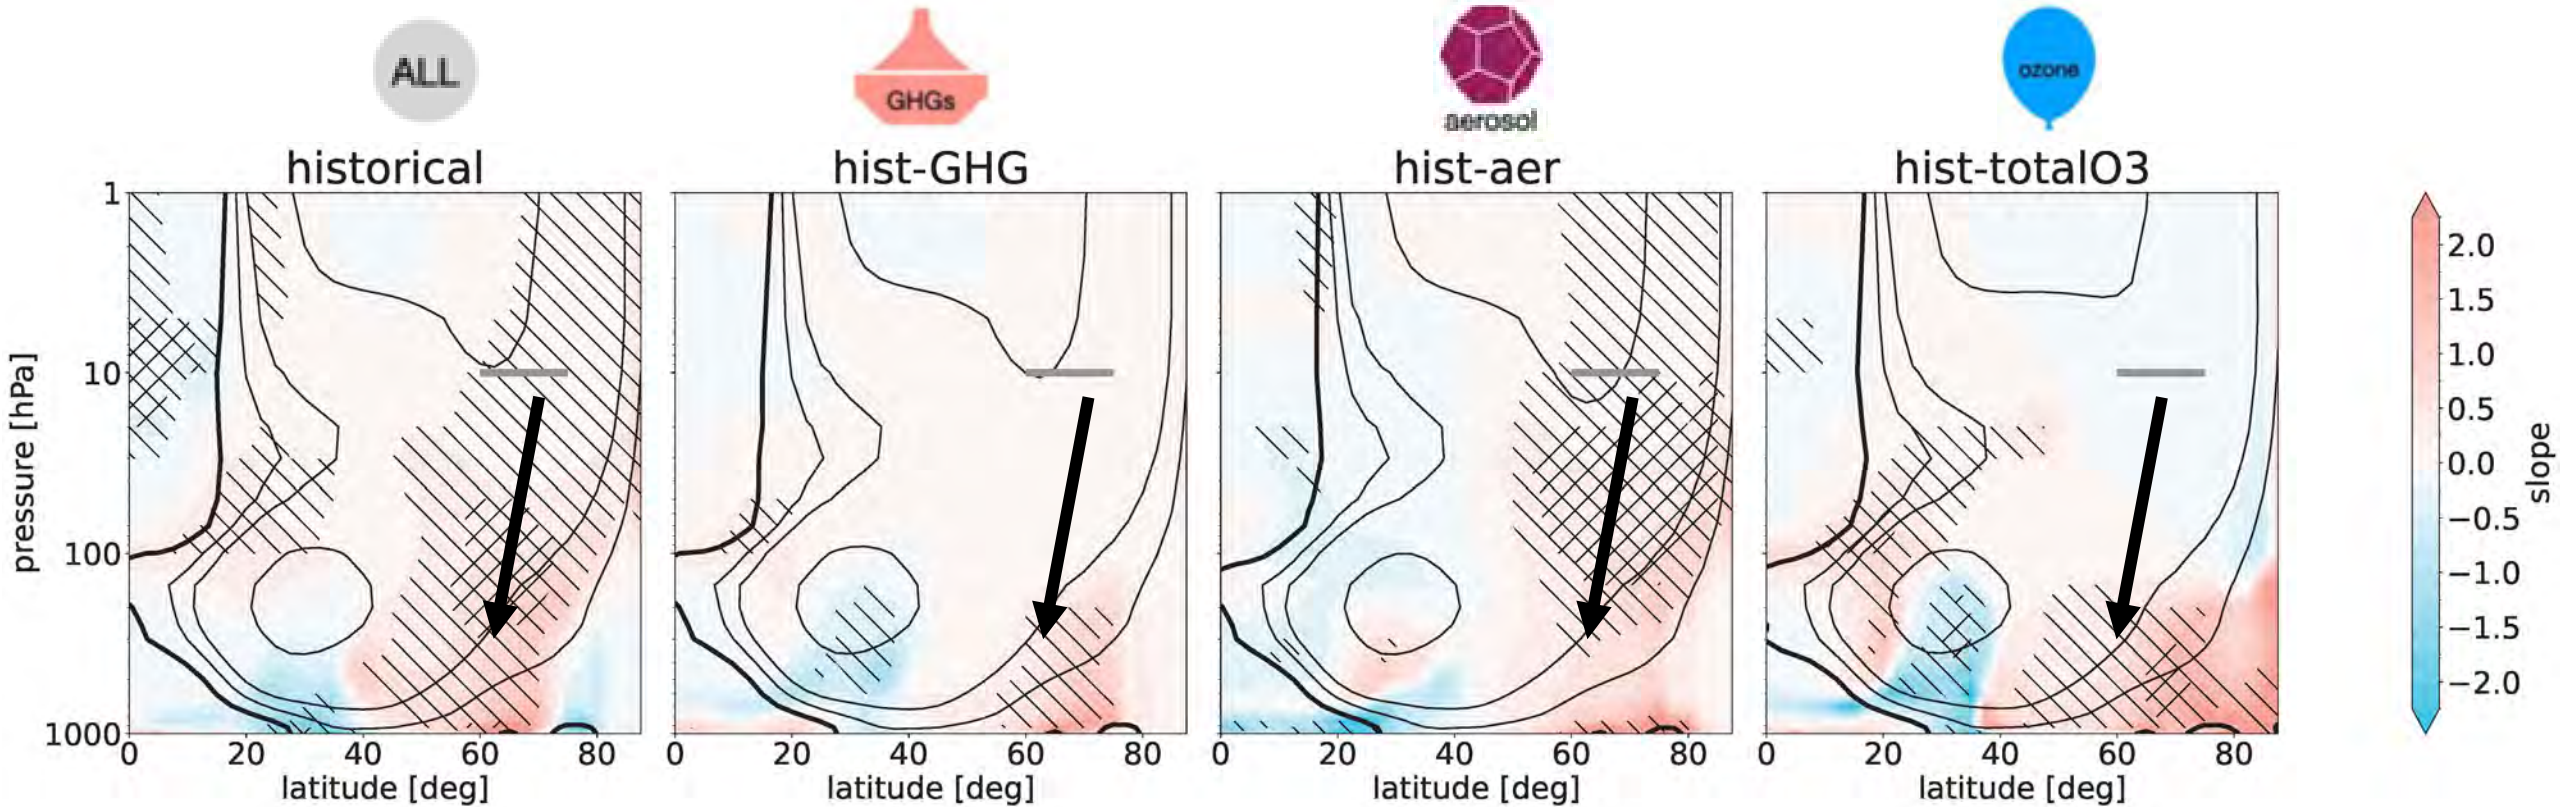 ALL
GHGs
aerosol
ozone
historical
hist-GHG
hist-aer
hist-totalO3
pressure [hPa]
1
10
100
1000
0 20 40 60 80
latitude [deg]
0 20 40 60 80
latitude [deg]
0 20 40 60 80
latitude [deg]
0 20 40 60 80
latitude [deg]
2.0
1.5
1.0
0.5
0.0
−0.5
−1.0
−1.5
−2.0
slope